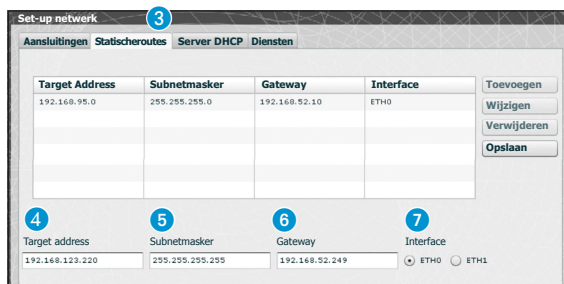 Set-up netwerk
3
Aansluitingen Statischeroutes Server DHCP Diensten
Target Address Subnetmasker Gateway Interface
192.168.95.0 255.255.255.0 192.168.52.10 ETH0
Toevoegen
Wijzigen
Verwijderen
Opslaan
4 5 6 7
Target address Subnetmasker Gateway Interface
192.168.123.220 255.255.255.255 192.168.52.249 ETH0 ETH1